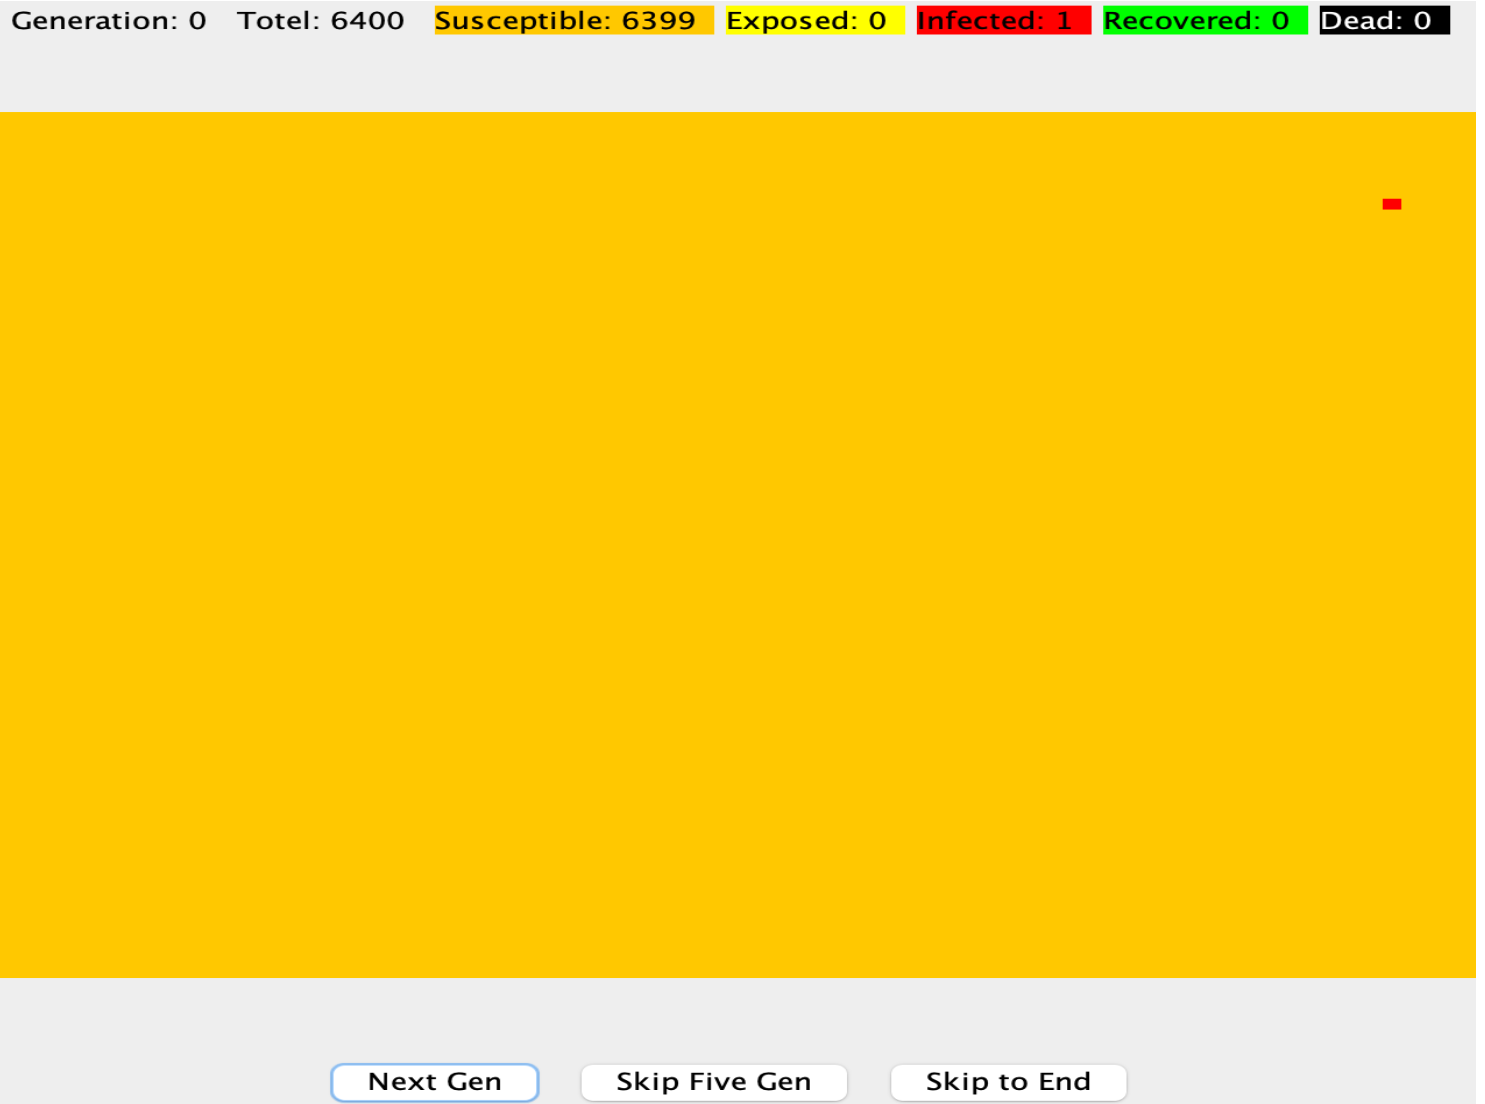 Generation: 0 Totel: 6400 Susceptible: 6399 Exposed: 0 Infected: 1 Recovered: 0 Dead: 0
Next Gen Skip Five Gen Skip to End